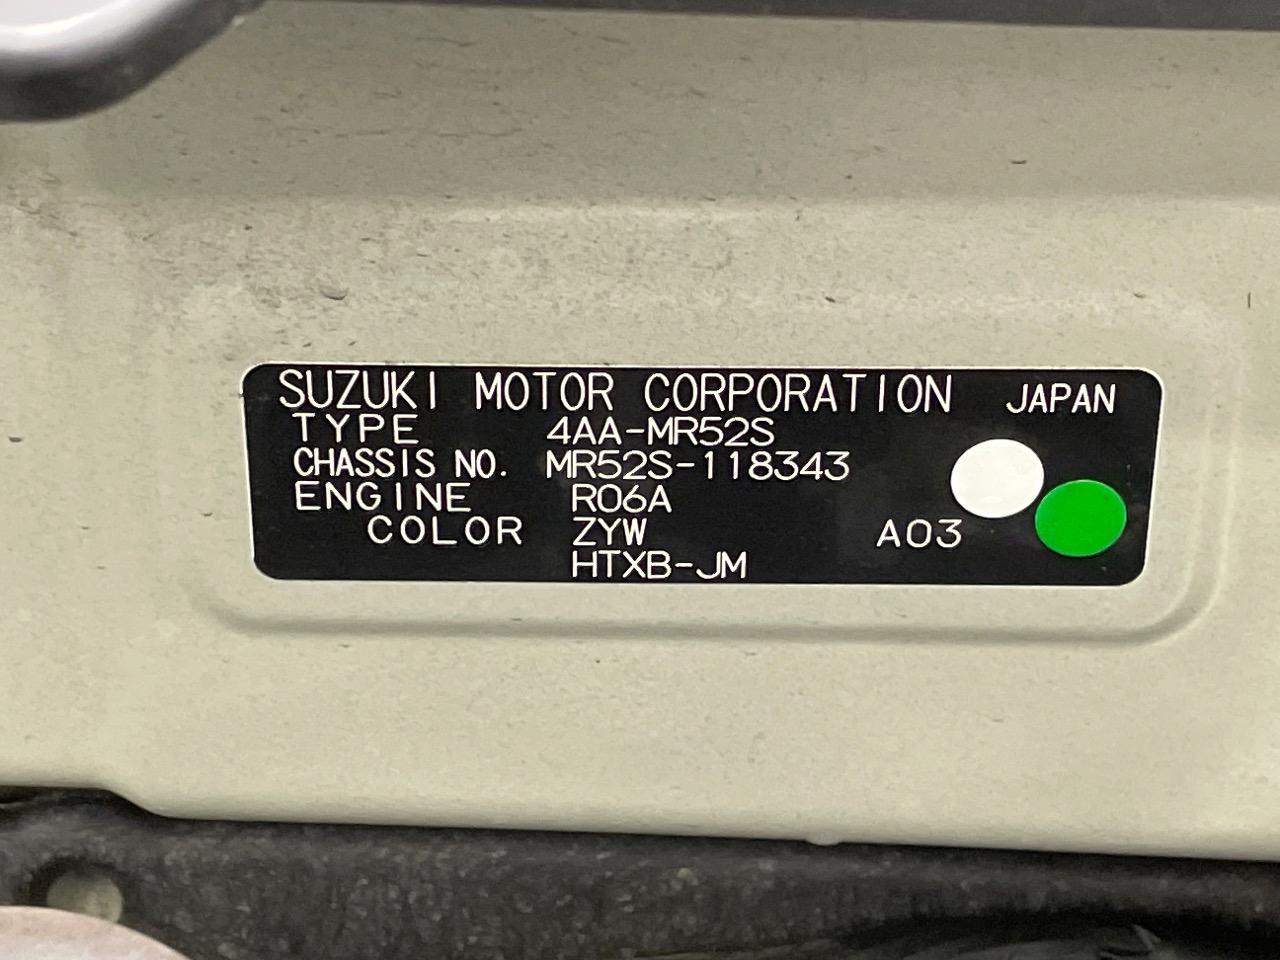 SUZUKI MOTOR CORPORATION JAPAN
TYPE 4AA-MR52S
CHASSIS NO. MR52S-118343
ENGINE R06A
COLOR ZYW A03
HTXB-JM